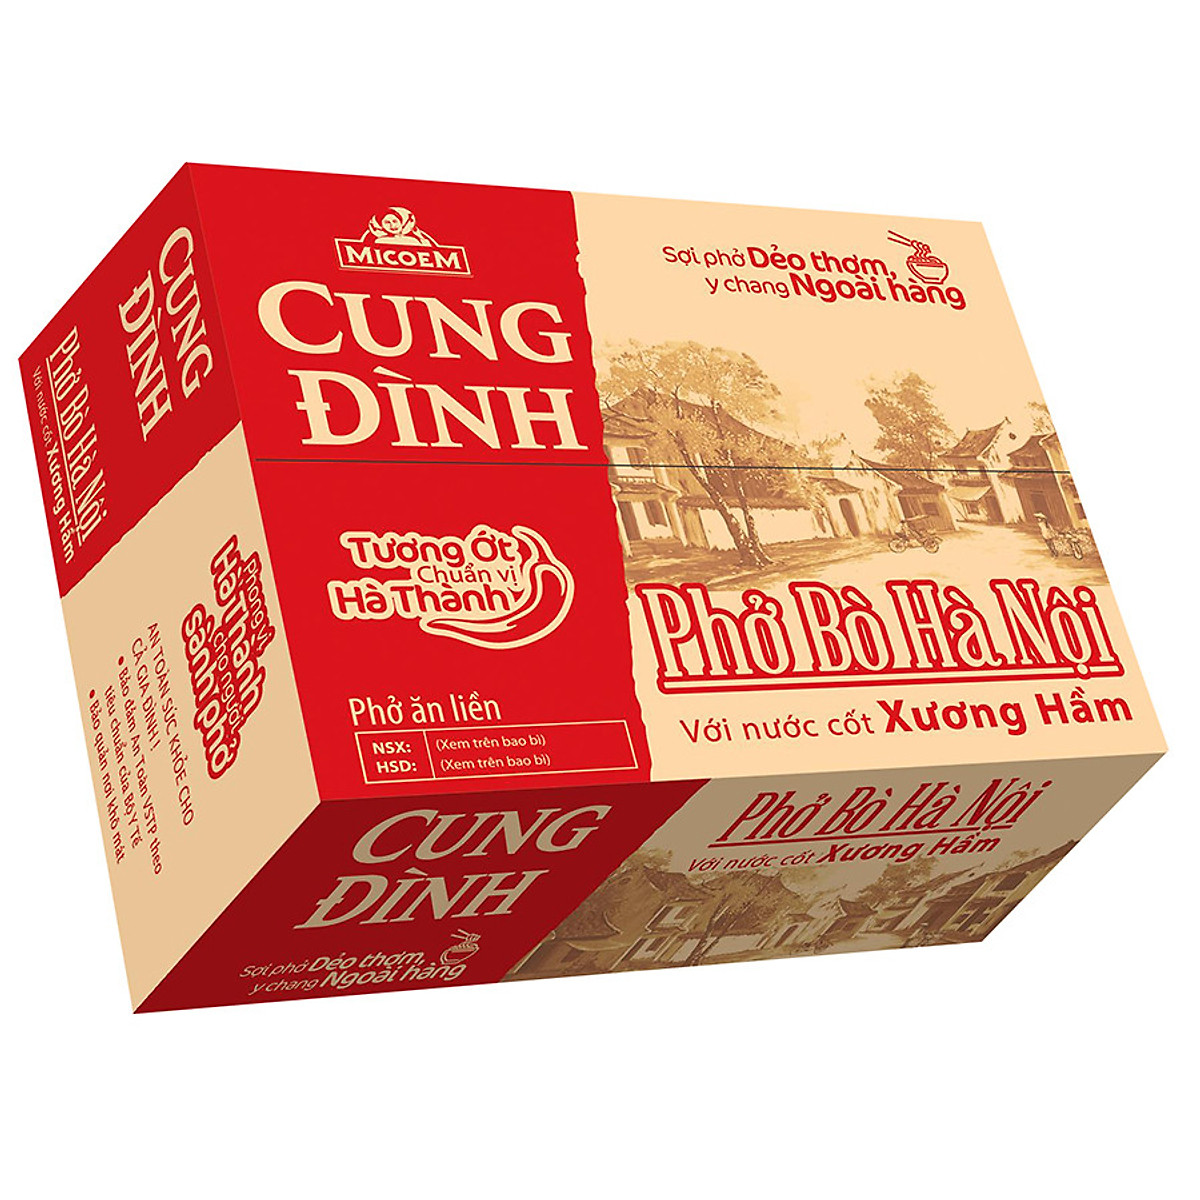 MICOEM
CUNG
ĐÌNH
Sợi phở Dẻo thơm,
y chang Ngoài hàng
Tương Ớt
Chuẩn vị
Hà Thành
Phở ăn liền
NSX: (Xem trên bao bì)
HSD: (Xem trên bao bì)
Phở Bò Hà Nội
Với nước cốt Xương Hầm
CUNG
ĐÌNH
Phở Bò Hà Nội
Với nước cốt Xương Hầm
phong vị
Hà Thành
cho người
sành phở
AN TOÀN SỨC KHỎE CHO
CẢ GIA ĐÌNH !
• Bảo đảm An Toàn VSTP theo
tiêu chuẩn của Bộ Y Tế
• Bảo quản nơi khô mát
CUNG
ĐÌNH
Sợi phở Dẻo thơm,
y chang Ngoài hàng
Phở Bò Hà Nội
Với nước cốt Xương Hầm